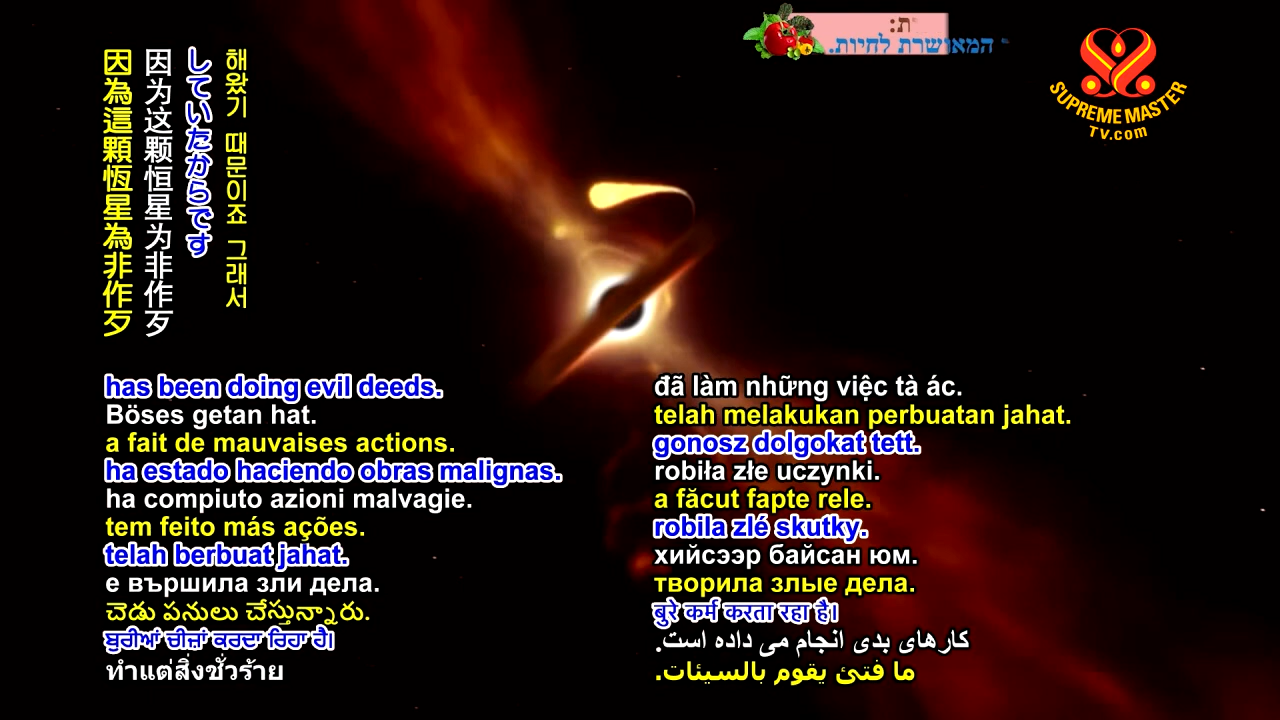 ת:
המאושרת לחיות.
SUPREME MASTER
TV.com
해왔기 때문이죠 그래서
していたからです
因为这颗恒星为非作歹
因為這顆恆星為非作歹
has been doing evil deeds.
Böses getan hat.
a fait de mauvaises actions.
ha estado haciendo obras malignas.
ha compiuto azioni malvagie.
tem feito más ações.
telah berbuat jahat.
е вършила зли дела.
చెడు పనులు చేస్తున్నారు.
ਬੁਰੀਆਂ ਚੀਜ਼ਾਂ ਕਰਦਾ ਰਿਹਾ ਹੈ।
ทำแต่สิ่งชั่วร้าย
đã làm những việc tà ác.
telah melakukan perbuatan jahat.
gonosz dolgokat tett.
robiła złe uczynki.
a făcut fapte rele.
robila zlé skutky.
хийсээр байсан юм.
творила злые дела.
बुरे कर्म करता रहा है।
کارهای بدی انجام می داده است.
ما فتئ يقوم بالسيئات.